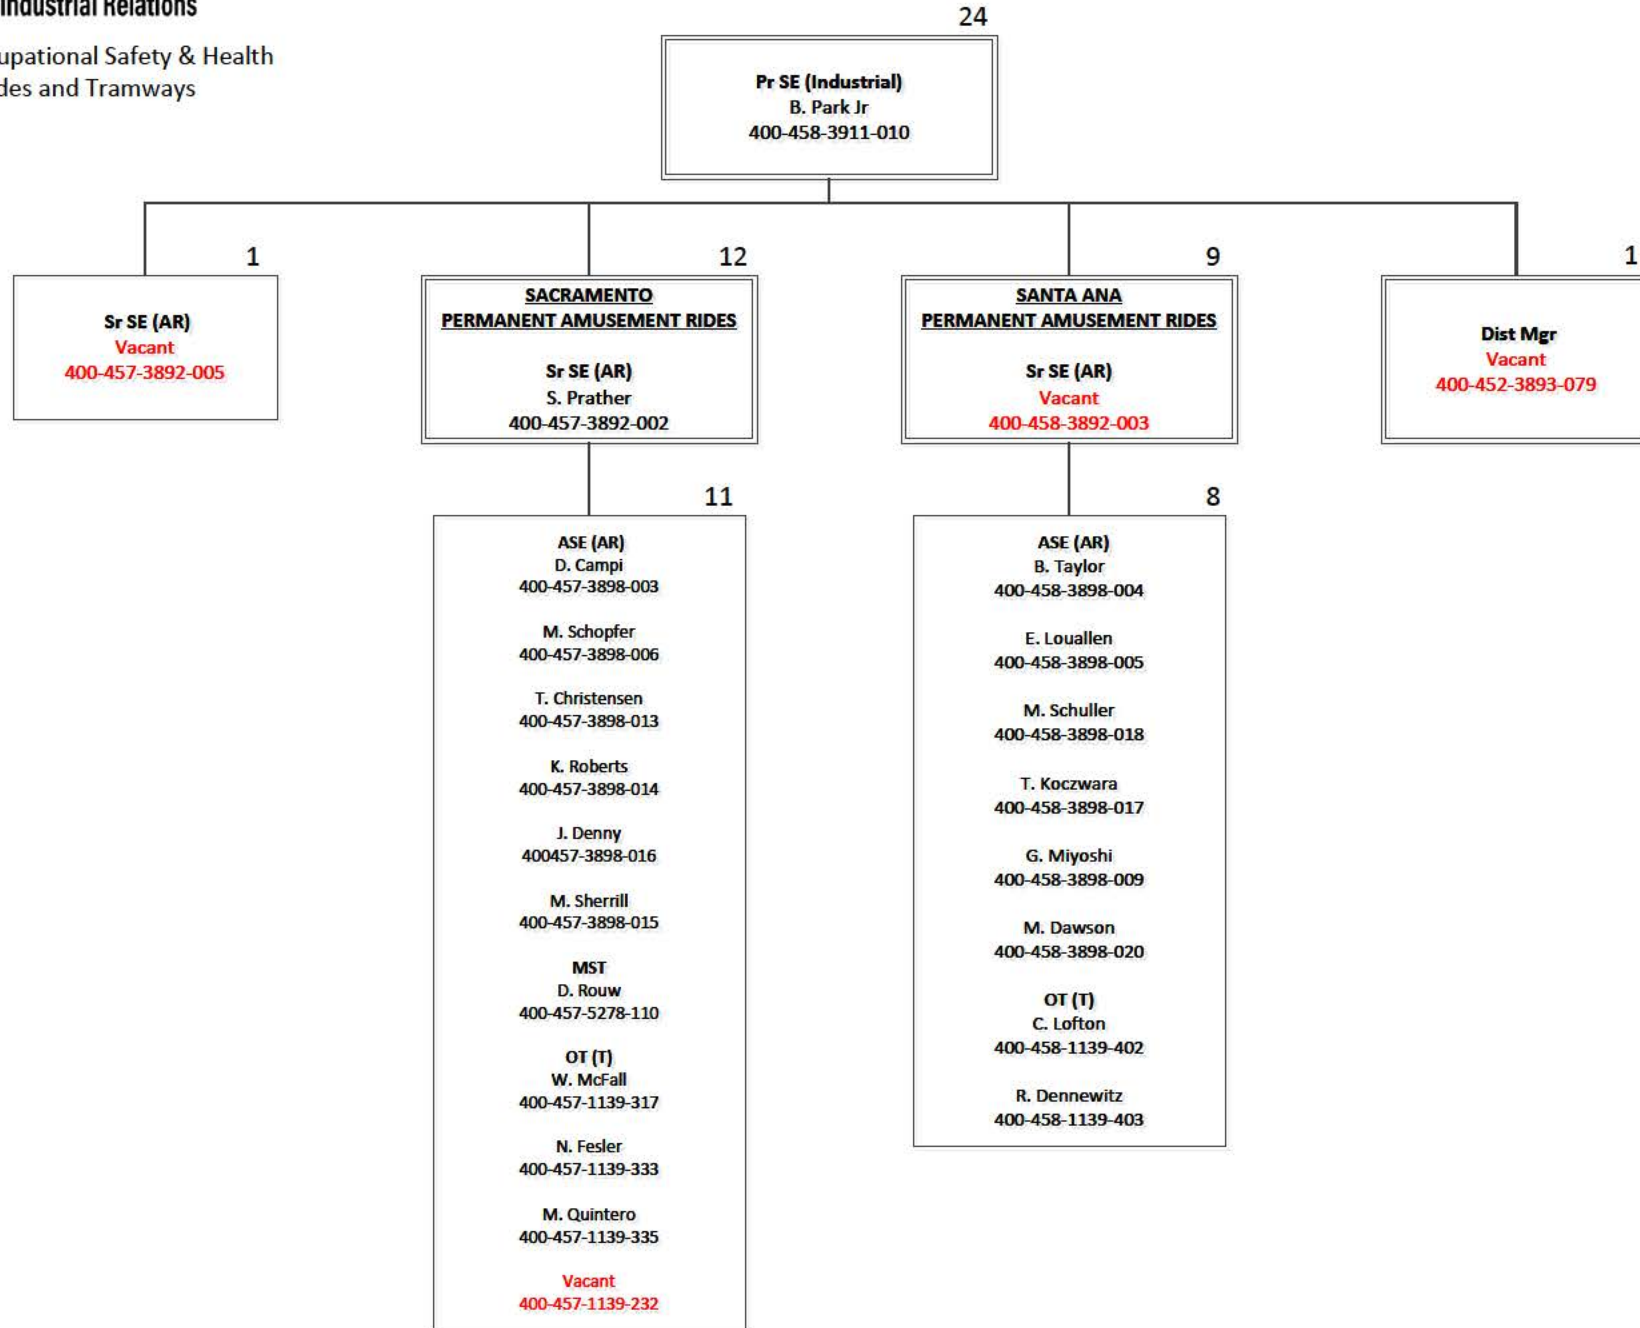 Industrial Relations
upational Safety & Health
des and Tramways
24
Pr SE (Industrial)
B. Park Jr
400-458-3911-010
1
Sr SE (AR)
Vacant
400-457-3892-005
12
SACRAMENTO
PERMANENT AMUSEMENT RIDES
Sr SE (AR)
S. Prather
400-457-3892-002
9
SANTA ANA
PERMANENT AMUSEMENT RIDES
Sr SE (AR)
Vacant
400-458-3892-003
1
Dist Mgr
Vacant
400-452-3893-079
11
ASE (AR)
D. Campi
400-457-3898-003
M. Schopfer
400-457-3898-006
T. Christensen
400-457-3898-013
K. Roberts
400-457-3898-014
J. Denny
400457-3898-016
M. Sherrill
400-457-3898-015
MST
D. Rouw
400-457-5278-110
OT (T)
W. McFall
400-457-1139-317
N. Fesler
400-457-1139-333
M. Quintero
400-457-1139-335
Vacant
400-457-1139-232
8
ASE (AR)
B. Taylor
400-458-3898-004
E. Louallen
400-458-3898-005
M. Schuller
400-458-3898-018
T. Koczwara
400-458-3898-017
G. Miyoshi
400-458-3898-009
M. Dawson
400-458-3898-020
OT (T)
C. Lofton
400-458-1139-402
R. Dennewitz
400-458-1139-403